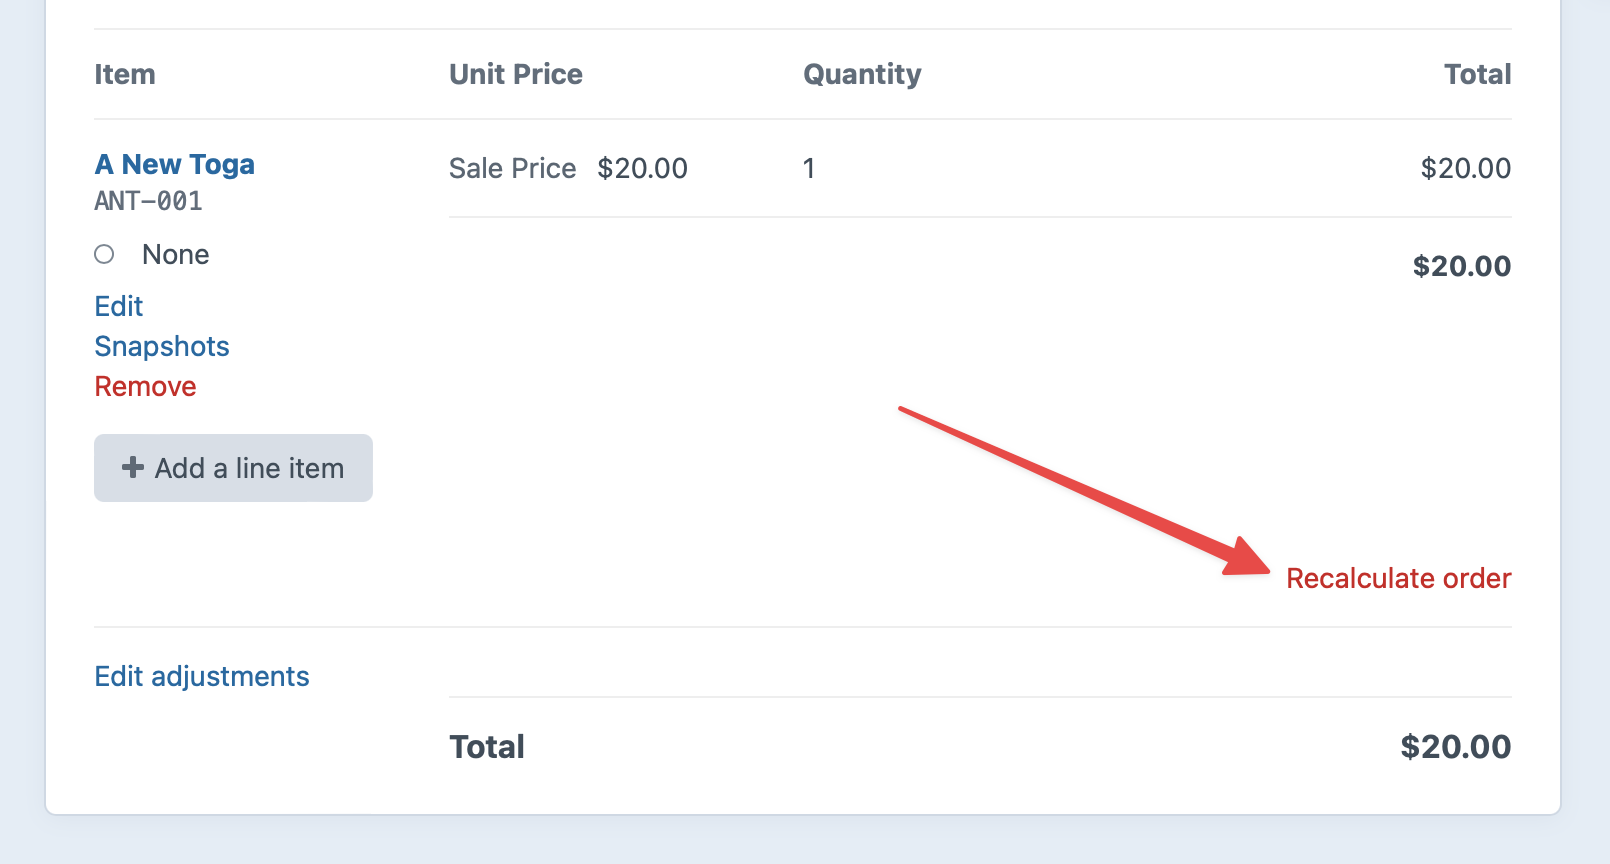 Item Unit Price Quantity Total
A New Toga Sale Price $20.00 1 $20.00
ANT-001
None $20.00
Edit
Snapshots
Remove
Add a line item
Recalculate order
Edit adjustments
Total $20.00